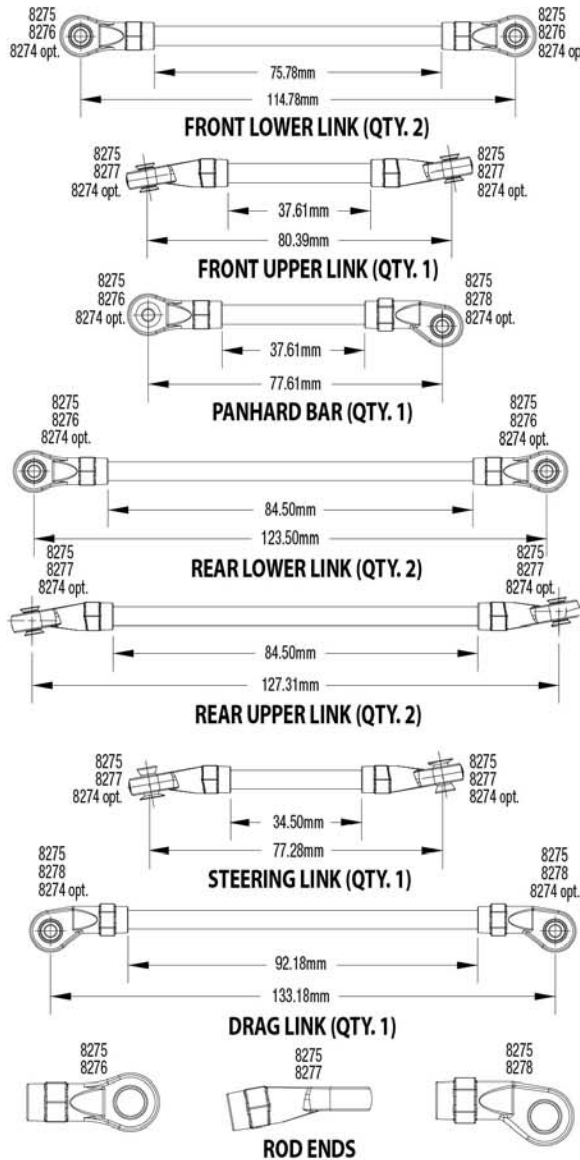 8275
8276
8274 opt.
8275
8276
8274 op
75.78mm
114.78mm
FRONT LOWER LINK (QTY. 2)
8275
8277
8274 opt.
8275
8277
8274 opt.
37.61mm
80.39mm
FRONT UPPER LINK (QTY. 1)
8275
8276
8274 opt.
8275
8278
8274 opt.
37.61mm
77.61mm
PANHARD BAR (QTY. 1)
8275
8276
8274 opt.
8275
8276
8274 opt.
84.50mm
123.50mm
REAR LOWER LINK (QTY. 2)
8275
8277
8274 opt.
8275
8277
8274 opt.
84.50mm
127.31mm
REAR UPPER LINK (QTY. 2)
8275
8277
8274 opt.
8275
8277
8274 opt.
34.50mm
77.28mm
STEERING LINK (QTY. 1)
8275
8278
8274 opt.
8275
8278
8274 opt.
92.18mm
133.18mm
DRAG LINK (QTY. 1)
8275
8276
8275
8277
8275
8278
ROD ENDS